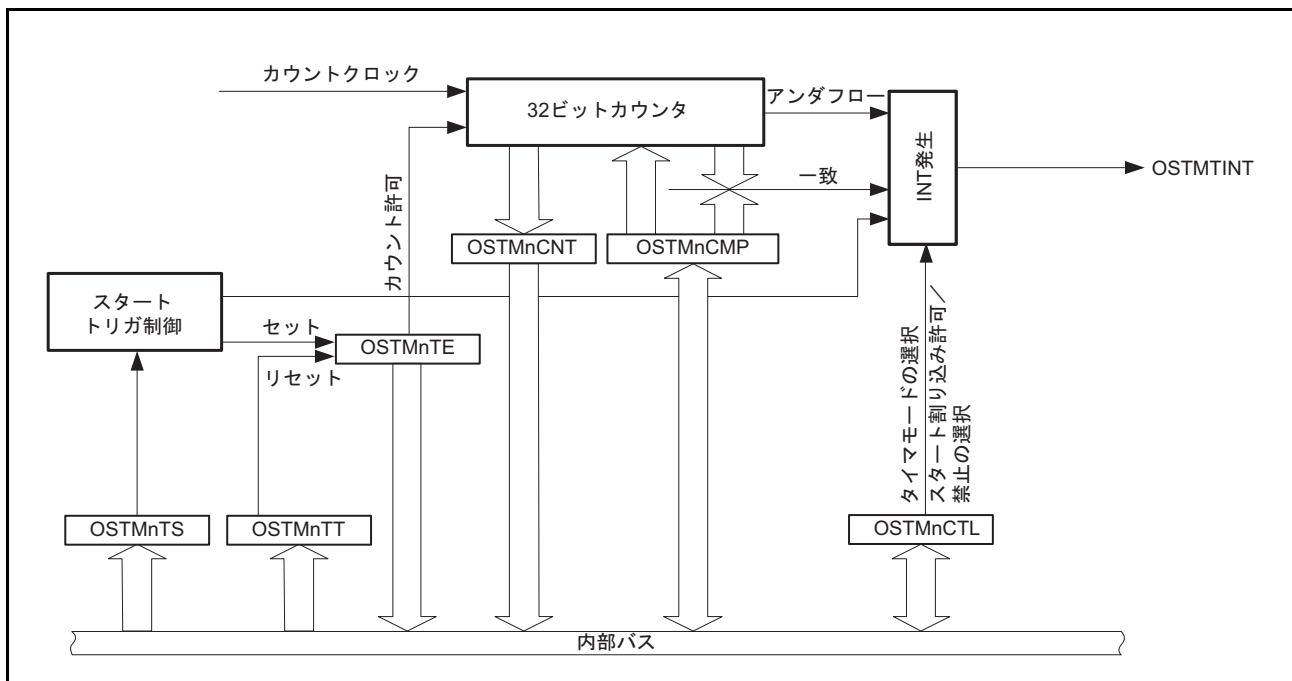 カウントクロック
32ビットカウンタ
アンダフロー
INT発生
OSTMTINT
一致
カウント許可
OSTMnCNT
OSTMnCMP
スタート
トリガ制御
セット
OSTMnTE
リセット
タイマモードの選択
スタート割り込み許可/
禁止の選択
OSTMnTS
OSTMnTT
OSTMnCTL
内部バス